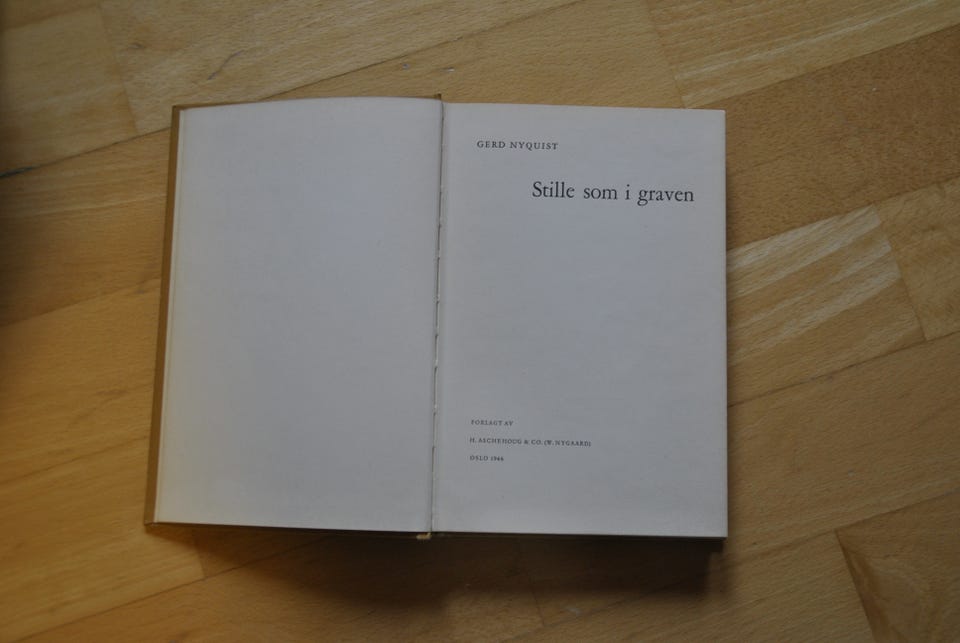 GERD NYQUIST
Stille som i graven
FORLAGT AV
H. ASCHEHOUG & CO. (W. NYGAARD)
OSLO 1966